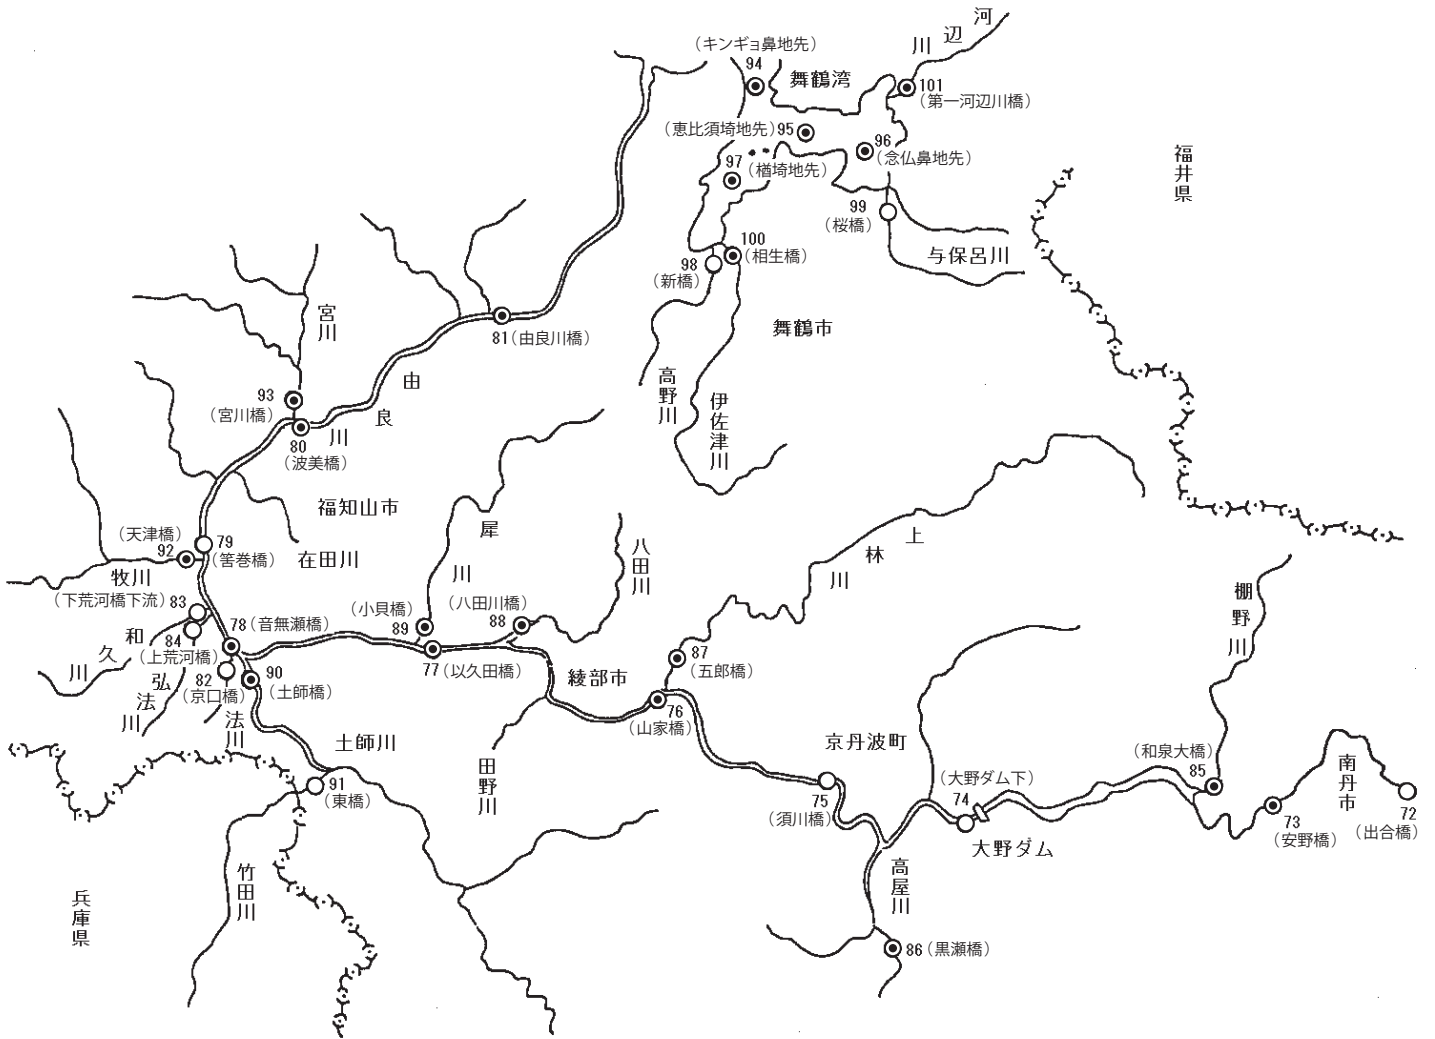 河辺川
（キンギョ鼻地先）
94
舞鶴湾
101
（第一河辺川橋）
（恵比須埼地先）95
96
（念仏鼻地先）
97
（楢埼地先）
福井県
99
（桜橋）
100
（相生橋）
98
（新橋）
与保呂川
宮川
81（由良川橋）
舞鶴市
高野川
伊佐津川
93
（宮川橋）
由良川
80
（波美橋）
福知山市
（天津橋）
92
79
（筈巻橋）
在田川
犀川
八田川
上林川
棚野川
牧川
（下荒河橋下流）83
（小貝橋）
89
（八田川橋）
88
78（音無瀬橋）
84
（上荒河橋）
和久川
弘法川
82
（京口橋）
90
（土師橋）
法川
77（以久田橋）
87
（五郎橋）
綾部市
76
（山家橋）
土師川
91
（東橋）
田野川
京丹波町
75
（須川橋）
（大野ダム下）
74
大野ダム
（和泉大橋）
85
南丹市
73
（安野橋）
72
（出合橋）
竹田川
兵庫県
高屋川
86（黒瀬橋）